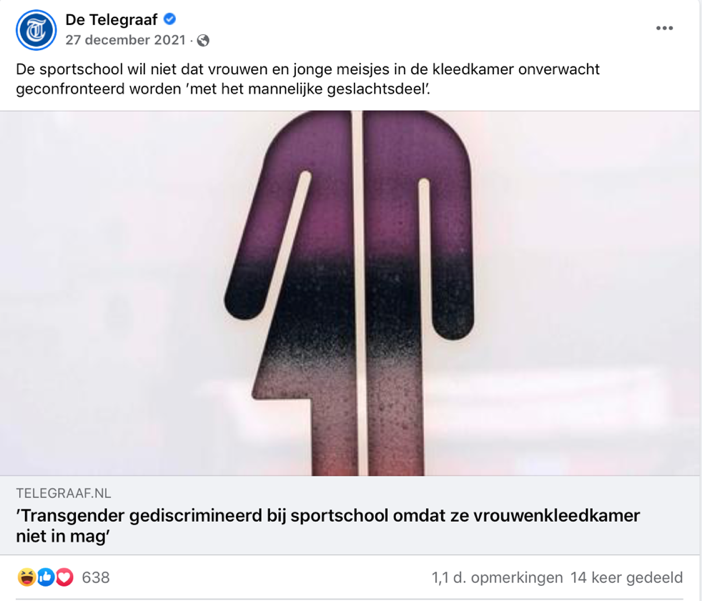 De Telegraaf
27 december 2021 ·
De sportschool wil niet dat vrouwen en jonge meisjes in de kleedkamer onverwacht
geconfronteerd worden ‘met het mannelijke geslachtsdeel’.
TELEGRAAF.NL
‘Transgender gediscrimineerd bij sportschool omdat ze vrouwenkleedkamer
niet in mag’
638
1,1 d. opmerkingen 14 keer gedeeld